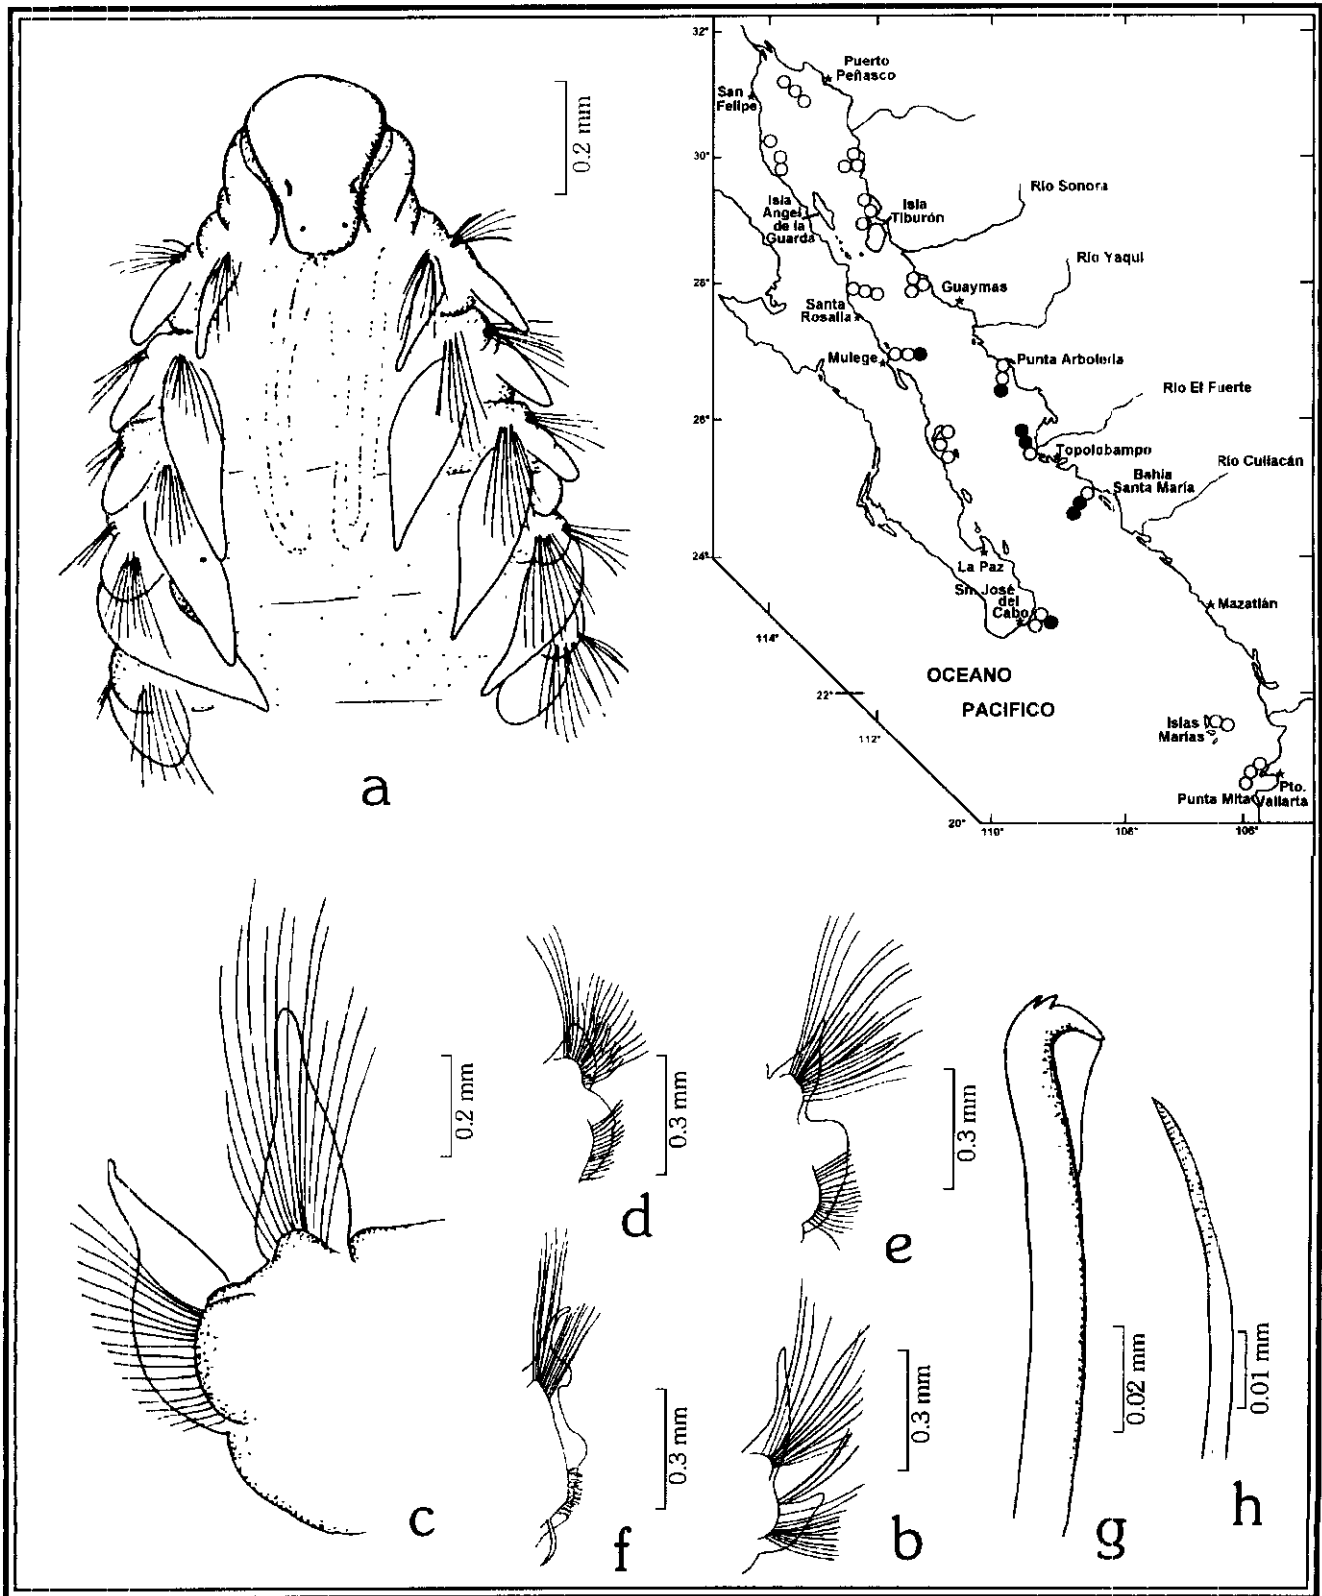 0.2 mm
a
32°
30°
28°
26°
24°
22°
20°
114°
112°
110°
108°
106°
Puerto
Peñasco
San
Felipe
Isla
Angel
de la
Guarda
Isla
Tiburón
Río Sonora
Río Yaqui
Guaymas
Santa
Rosalía
Mulege
Punta Arboleria
Río El Fuerte
Topolobampo
Río Culiacán
Bahía
Santa María
La Paz
Sn. José
del
Cabo
Mazatlán
OCEANO
PACIFICO
Islas
Marías
Punta Mita
Pto.
Vallarta
0.2 mm
c
0.3 mm
d
0.3 mm
e
0.3 mm
f
0.3 mm
b
0.02 mm
g
0.01 mm
h